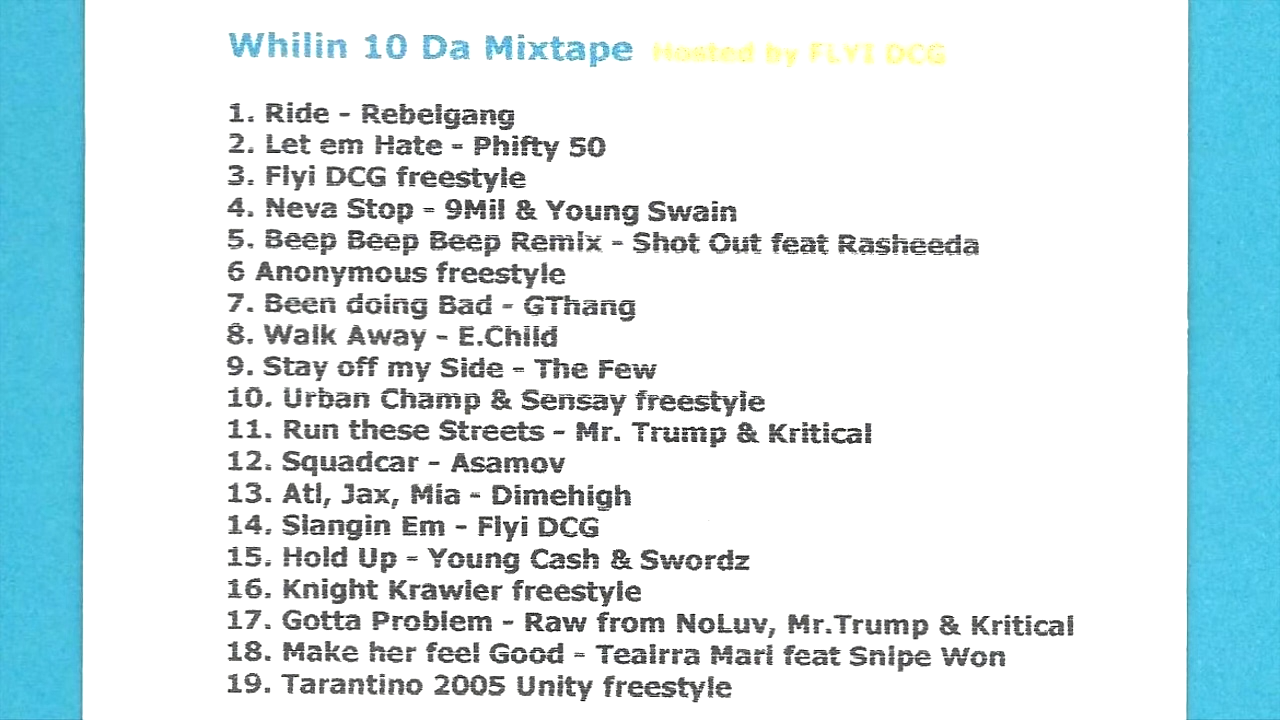 Whilin 10 Da Mixtape Hosted by FLYI DCG
1. Ride - Rebelgang
2. Let em Hate - Phifty 50
3. Flyi DCG freestyle
4. Neva Stop - 9Mil & Young Swain
5. Beep Beep Beep Remix - Shot Out feat Rasheeda
6 Anonymous freestyle
7. Been doing Bad - GThang
8. Walk Away - E.Child
9. Stay off my Side - The Few
10. Urban Champ & Sensay freestyle
11. Run these Streets - Mr. Trump & Kritical
12. Squadcar - Asamov
13. Atl, Jax, Mia - Dimehigh
14. Slangin Em - Flyi DCG
15. Hold Up - Young Cash & Swordz
16. Knight Krawler freestyle
17. Gotta Problem - Raw from NoLuv, Mr.Trump & Kritical
18. Make her feel Good - Teairra Mari feat Snipe Won
19. Tarantino 2005 Unity freestyle